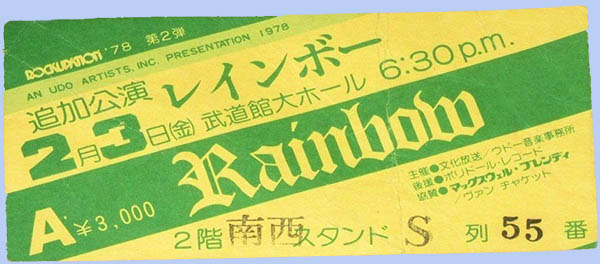 ROCKUPATION '78 第2弾
AN UDO ARTISTS, INC. PRESENTATION 1978
追加公演 レインボー
2月3日(金) 武道館大ホール 6:30 p.m.
Rainbow
主催●文化放送/ウドー音楽事務所
後援●ポリドール・レコード
協賛●マックスウェル・ブレンディ
/ヴァン チャケット
A. ¥3,000
2階 南西 スタンド S 列 55 番